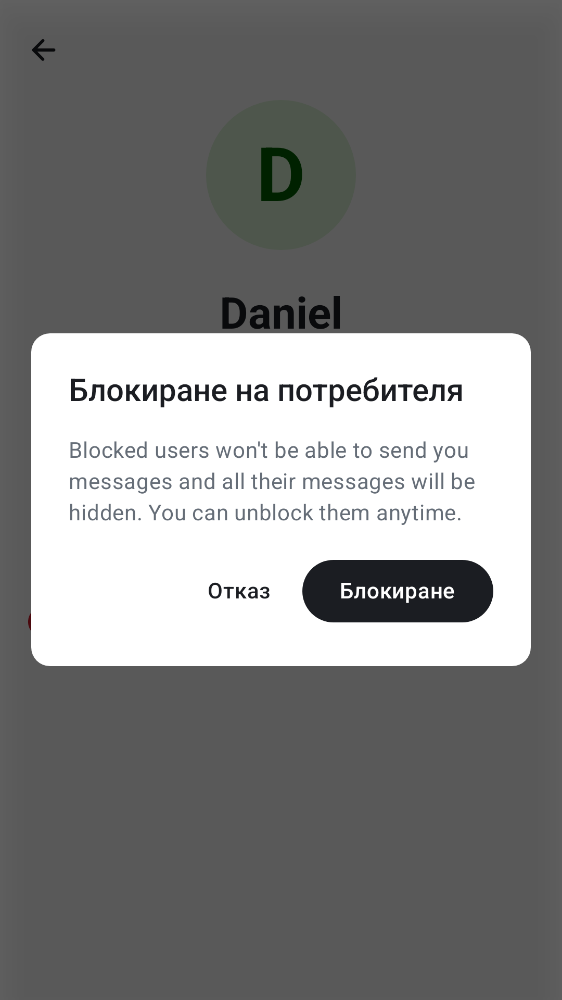 D
Daniel
Блокиране на потребителя
Blocked users won't be able to send you
messages and all their messages will be
hidden. You can unblock them anytime.
Отказ
Блокиране